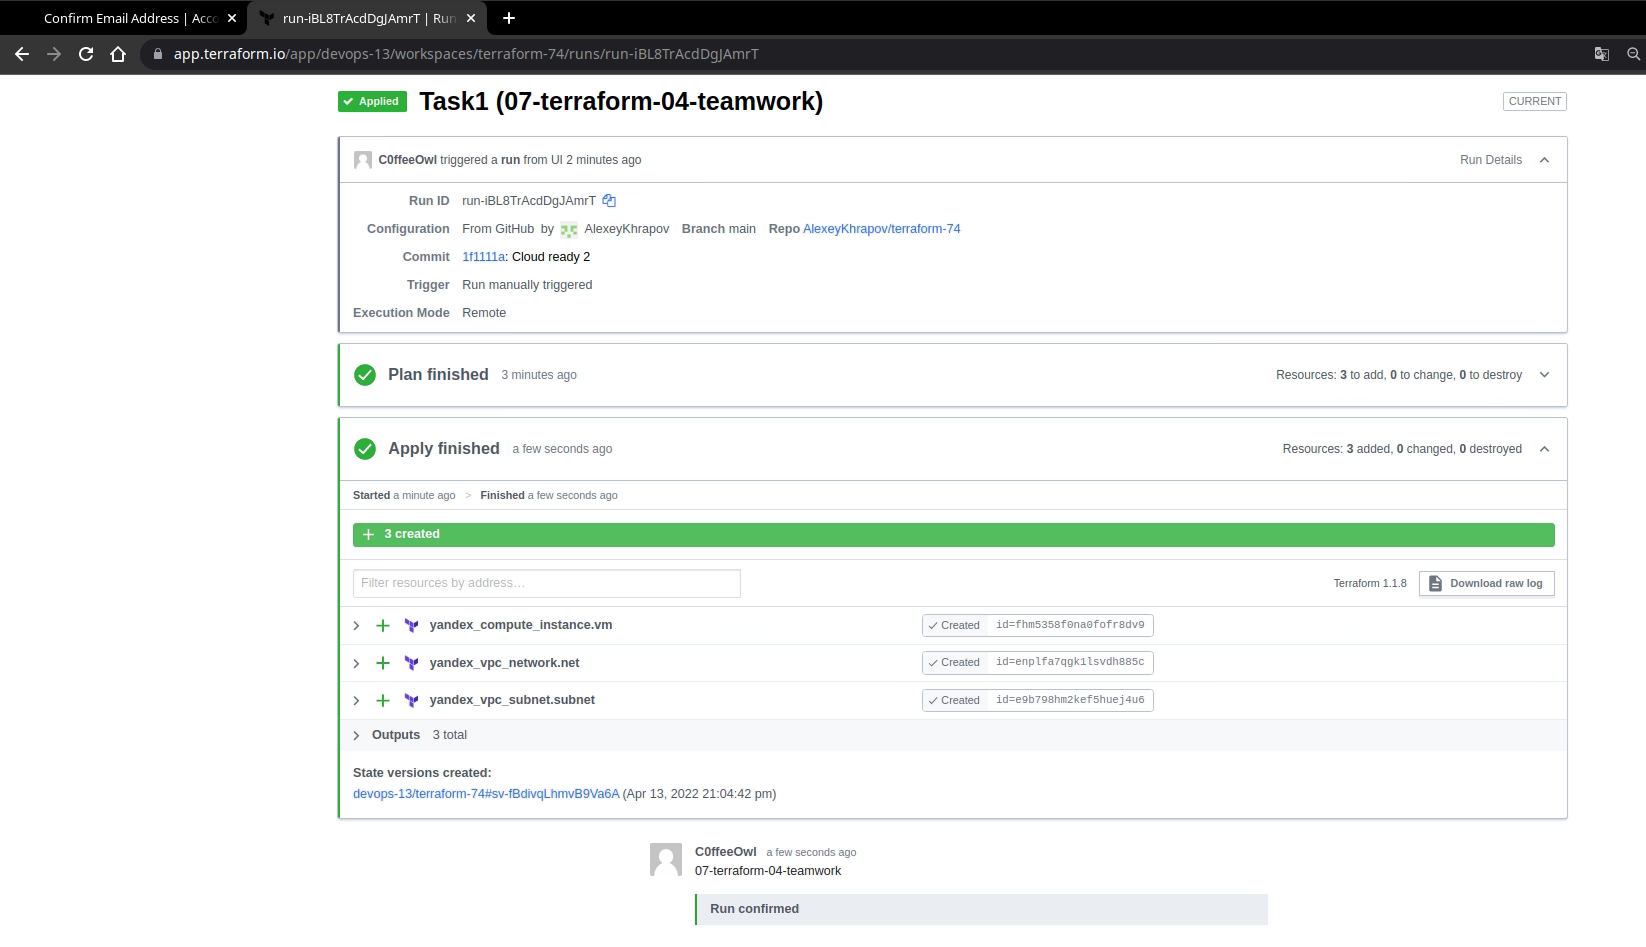 Confirm Email Address | Acco
run-iBL8TrAcdDgJAmrT | Run
app.terraform.io/app/devops-13/workspaces/terraform-74/runs/run-iBL8TrAcdDgJAmrT
Applied Task1 (07-terraform-04-teamwork) CURRENT
C0ffeeOwl triggered a run from UI 2 minutes ago Run Details
Run ID run-iBL8TrAcdDgJAmrT
Configuration From GitHub by AlexeyKhrapov Branch main Repo AlexeyKhrapov/terraform-74
Commit 1f1111a: Cloud ready 2
Trigger Run manually triggered
Execution Mode Remote
Plan finished 3 minutes ago Resources: 3 to add, 0 to change, 0 to destroy
Apply finished a few seconds ago Resources: 3 added, 0 changed, 0 destroyed
Started a minute ago > Finished a few seconds ago
3 created
Filter resources by address… Terraform 1.1.8 Download raw log
yandex_compute_instance.vm Created id=fhm5358f0na0fofr8dv9
yandex_vpc_network.net Created id=enplfa7qgk1lsvdh885c
yandex_vpc_subnet.subnet Created id=e9b798hm2kef5huej4u6
Outputs 3 total
State versions created:
devops-13/terraform-74#sv-fBdivqLhmvB9Va6A (Apr 13, 2022 21:04:42 pm)
C0ffeeOwl a few seconds ago
07-terraform-04-teamwork
Run confirmed